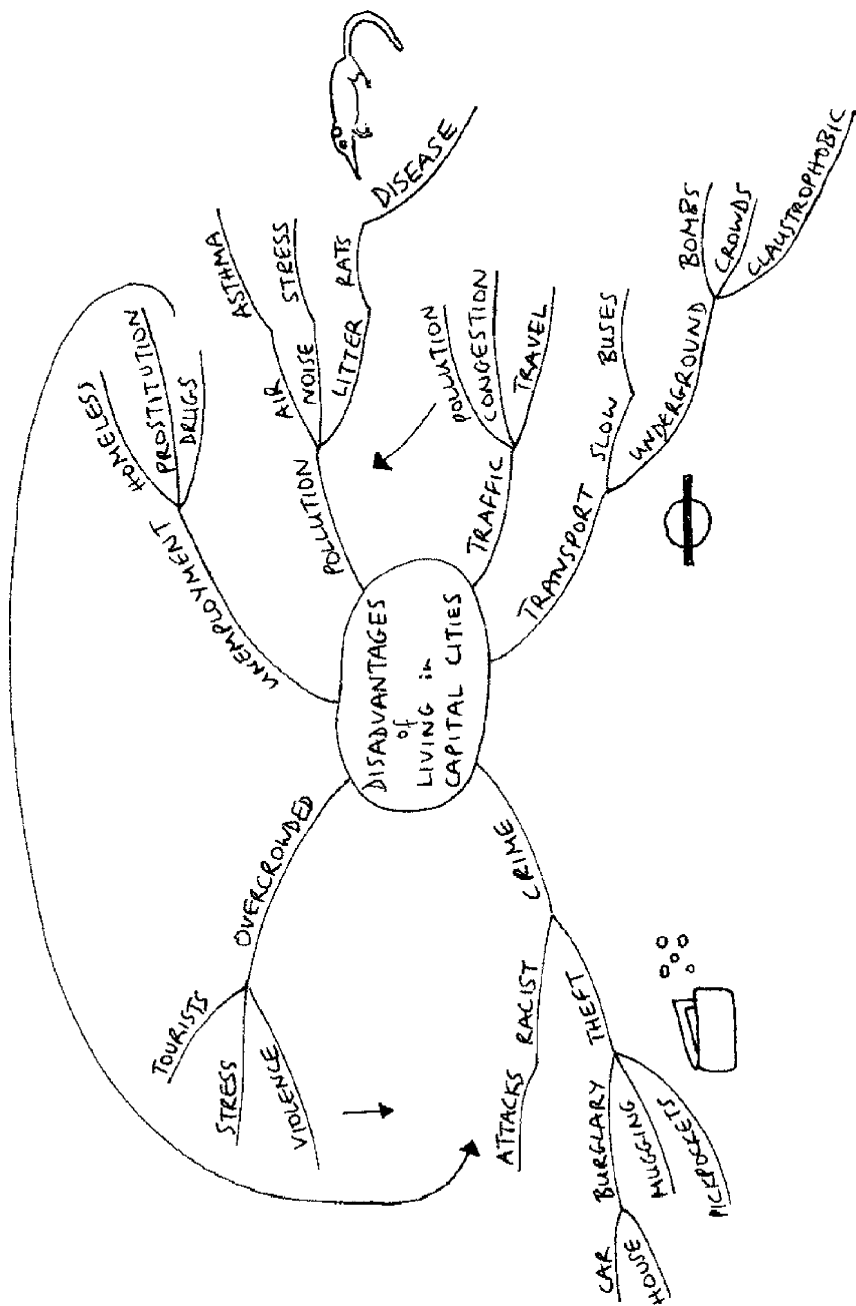 DISADVANTAGES
of
LIVING in
CAPITAL CITIES
UNEMPLOYMENT
HOMELESS
PROSTITUTION
DRUGS
POLLUTION
AIR
ASTHMA
NOISE
STRESS
LITTER
RATS
DISEASE
TRAFFIC
POLLUTION
CONGESTION
TRAVEL
TRANSPORT
SLOW
BUSES
UNDERGROUND
BOMBS
CROWDS
CLAUSTROPHOBIC
CRIME
RACIST
ATTACKS
THEFT
BURGLARY
CAR
HOUSE
MUGGING
PICKPOCKETS
OVERCROWDED
TOURISTS
STRESS
VIOLENCE